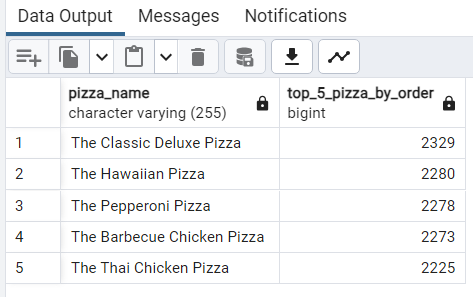 Data Output Messages Notifications
pizza_name top_5_pizza_by_order
character varying (255) bigint
1 The Classic Deluxe Pizza 2329
2 The Hawaiian Pizza 2280
3 The Pepperoni Pizza 2278
4 The Barbecue Chicken Pizza 2273
5 The Thai Chicken Pizza 2225